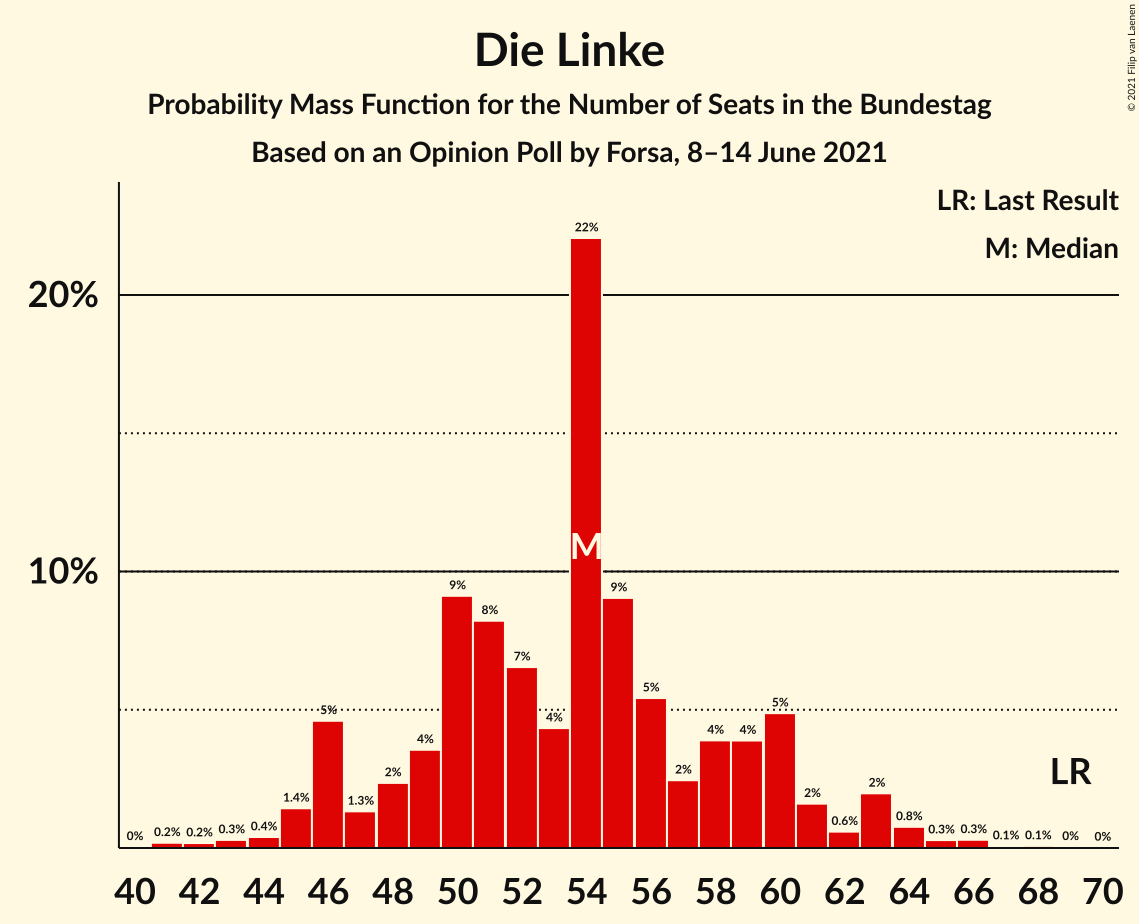 Die Linke
Probability Mass Function for the Number of Seats in the Bundestag
Based on an Opinion Poll by Forsa, 8–14 June 2021
© 2021 Filip van Laenen
LR: Last Result
M: Median
20%
10%
0% 0.2% 0.2% 0.3% 0.4% 1.4% 5% 1.3% 2% 4% 9% 8% 7% 4% 22% 9% 5% 2% 4% 4% 5% 2% 0.6% 2% 0.8% 0.3% 0.3% 0.1% 0.1% 0% 0%
M
LR
40 42 44 46 48 50 52 54 56 58 60 62 64 66 68 70